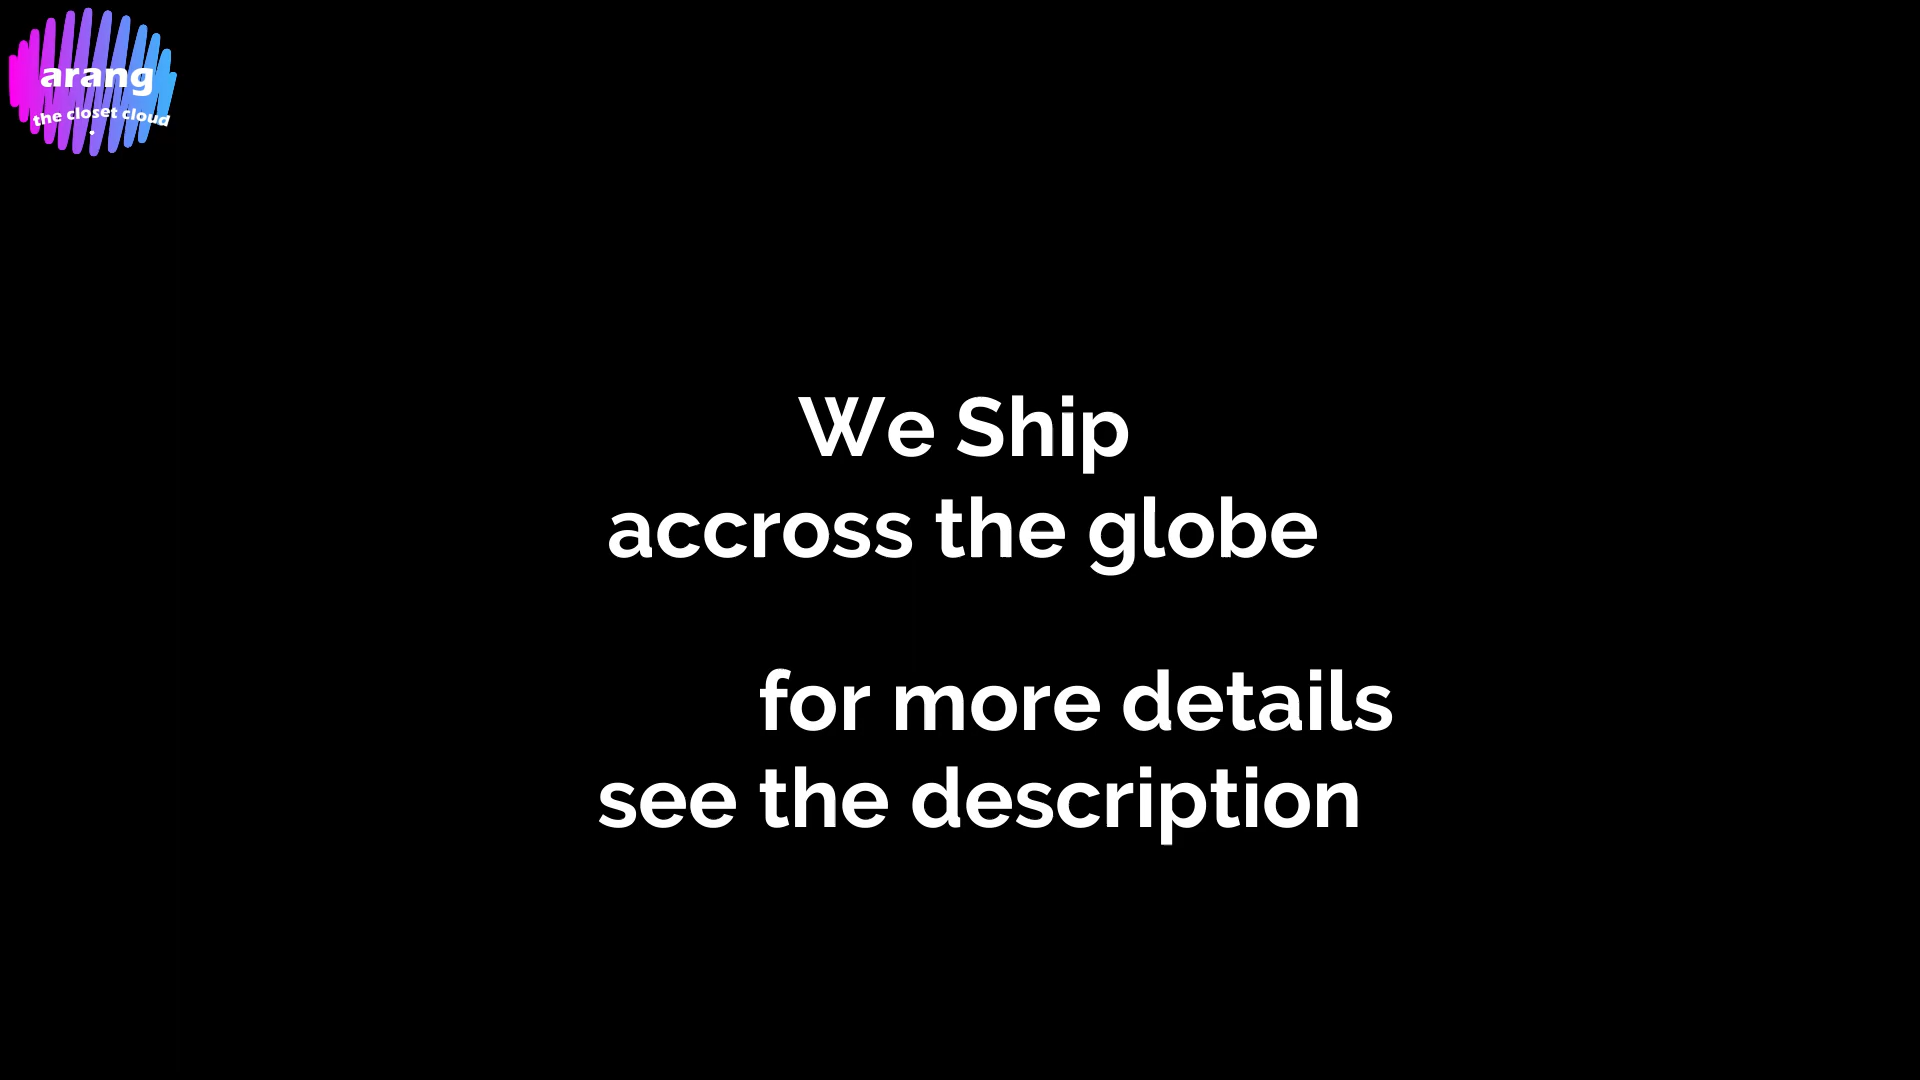 arang
the closet cloud
We Ship
accross the globe
for more details
see the description